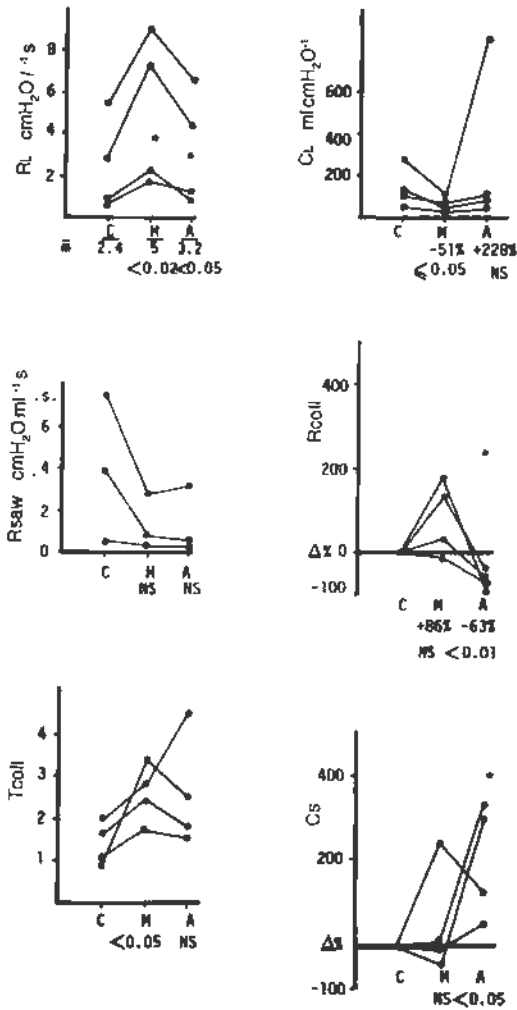 RL cmH2O/⁻¹s
8
6
4
2
C M A
m̄ 2.4 5 3.2
<0.02 <0.05
CL mlcmH2O⁻¹
600
400
200
C M A
-51% +228%
≤0.05 NS
Rsaw cmH2O ml⁻¹s
.s.
6
.4
2
0
C M A
NS NS
Rcoll
400
200
Δ% 0
-100
C M A
+86% -63%
NS <0.01
Tcoll
4
3
2
1
C M A
<0.05 NS
Cs
400
200
Δ%
-100
C M A
NS <0.05